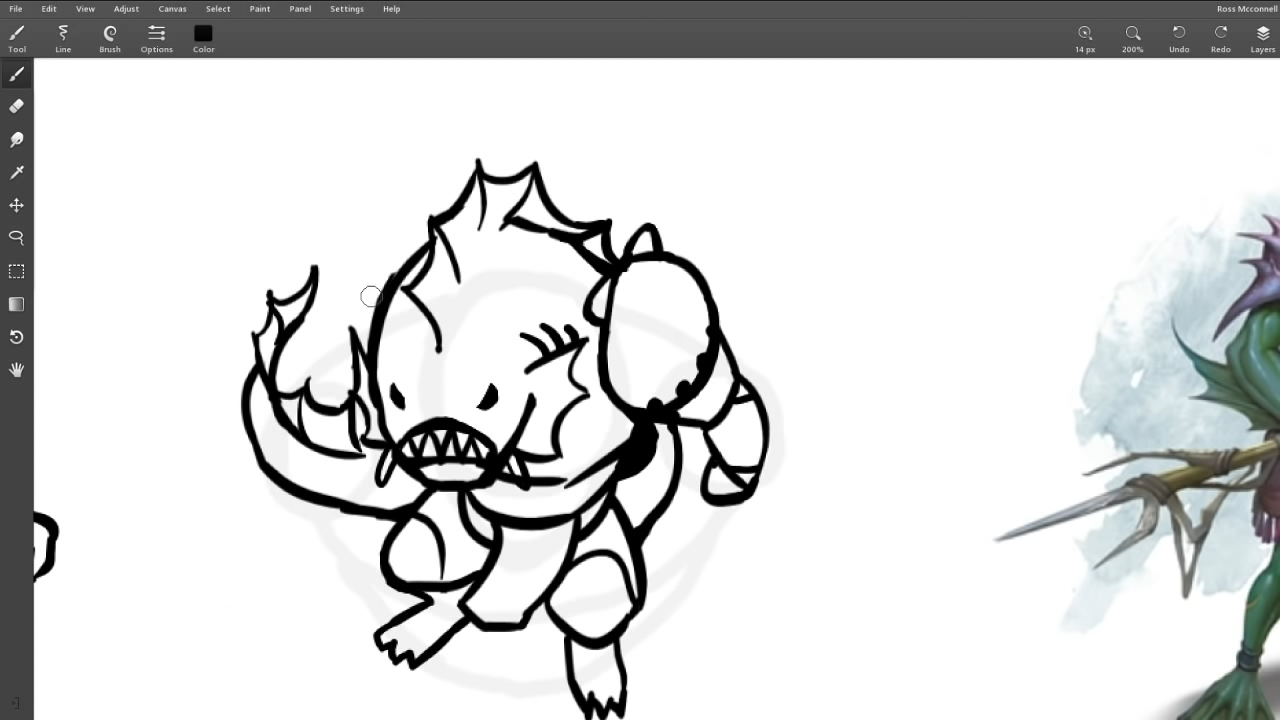 File Edit View Adjust Canvas Select Paint Panel Settings Help Ross Mcconnell
Tool Line Brush Options Color 14 px 200% Undo Redo Layers